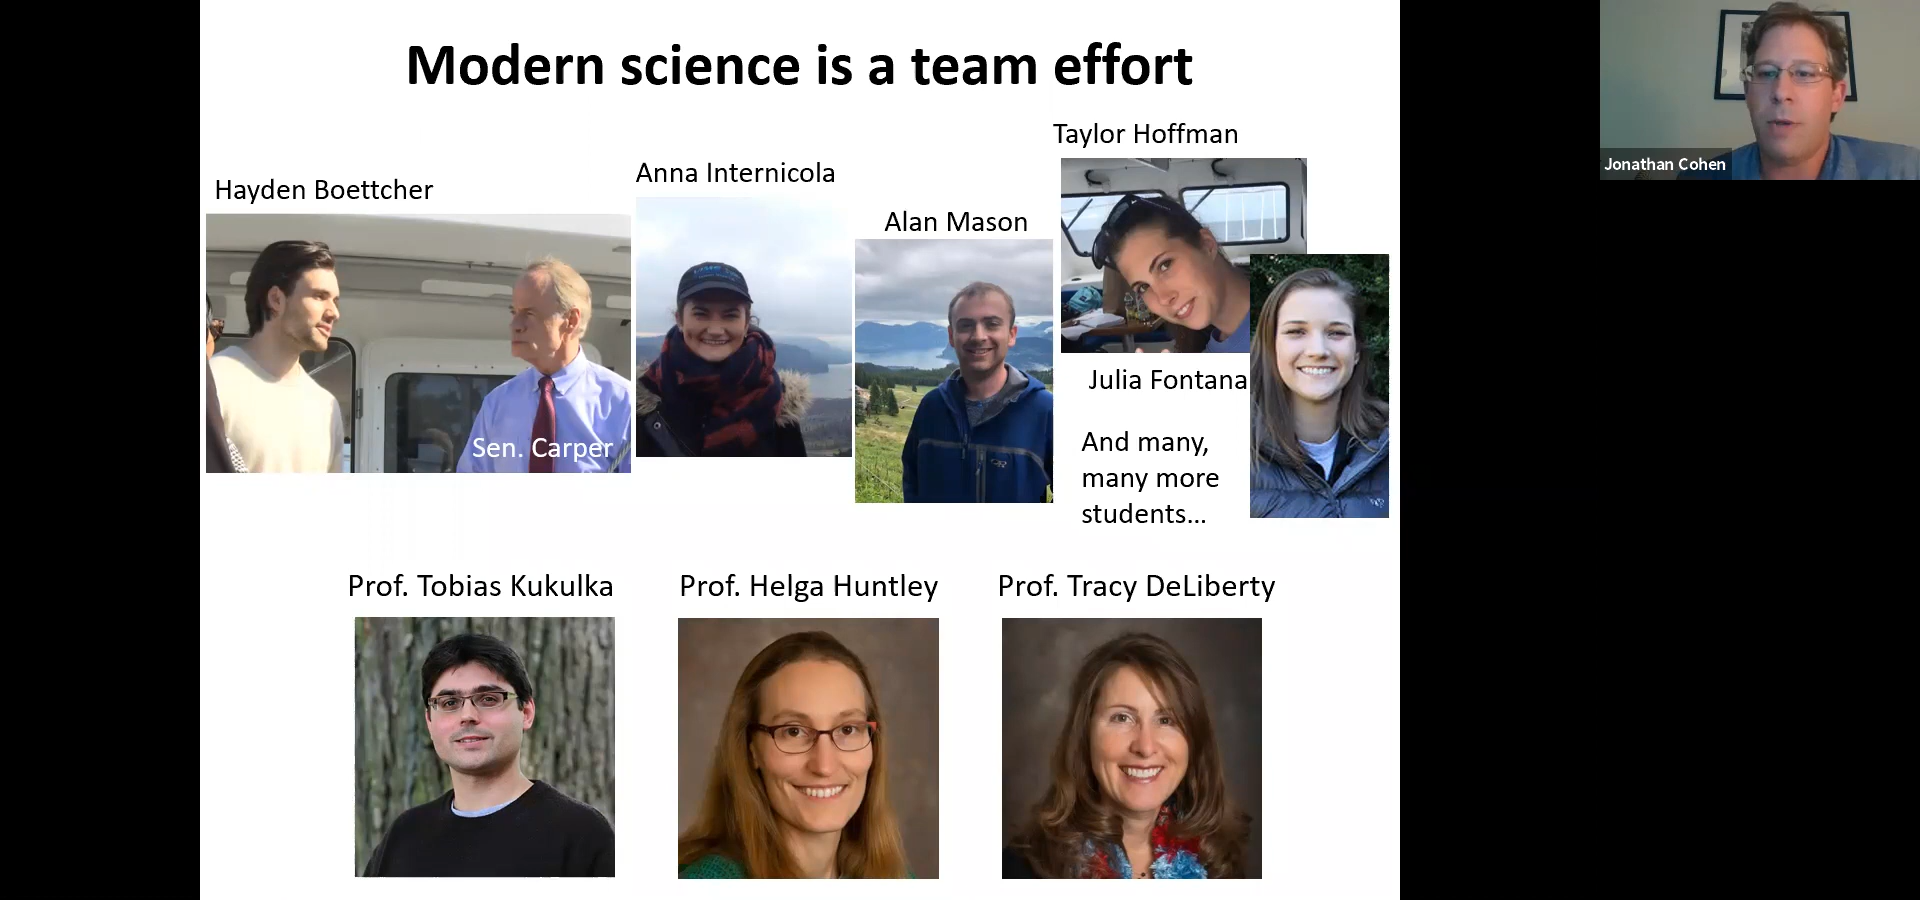 Modern science is a team effort
Taylor Hoffman
Anna Internicola
Hayden Boettcher
Alan Mason
Sen. Carper
Julia Fontana
And many,
many more
students...
Prof. Tobias Kukulka
Prof. Helga Huntley
Prof. Tracy DeLiberty
Jonathan Cohen